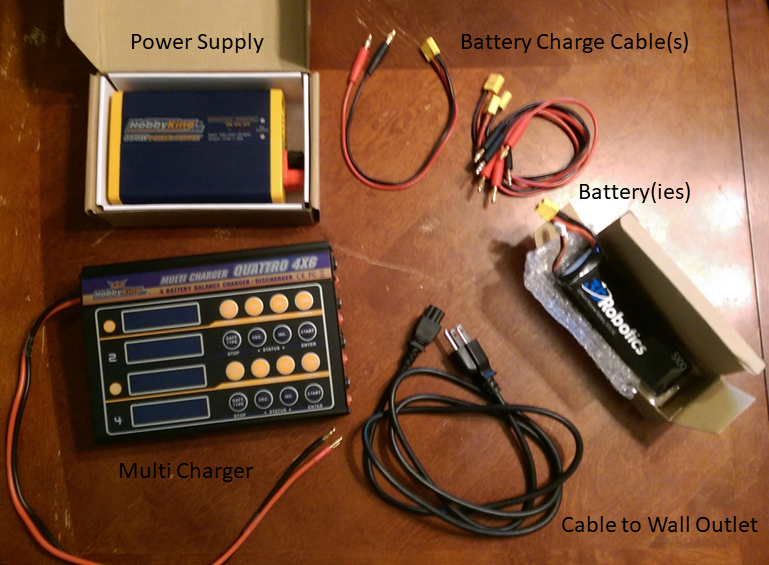 Power Supply
Battery Charge Cable(s)
HobbyKing
Battery(ies)
HobbyKing
MULTI CHARGER QUATTRO 4X6
4 BATTERY BALANCE CHARGER / DISCHARGER CE FC
Robotics
2
BATT TYPE DEC. INC. START
STOP STATUS ENTER
4
BATT TYPE DEC. INC. START
STOP STATUS ENTER
Multi Charger
Cable to Wall Outlet